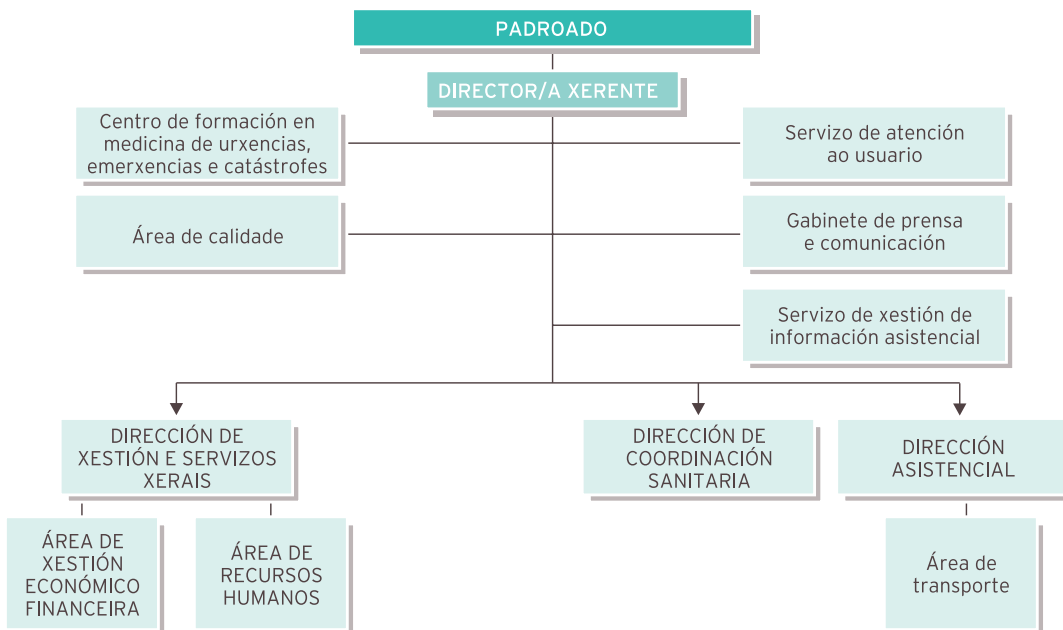 PADROADO
DIRECTOR/A XERENTE
Centro de formación en
medicina de urxencias,
emerxencias e catástrofes
Servizo de atención
ao usuario
Área de calidade
Gabinete de prensa
e comunicación
Servizo de xestión de
información asistencial
DIRECCIÓN DE
XESTIÓN E SERVIZOS
XERAIS
DIRECCIÓN DE
COORDINACIÓN
SANITARIA
DIRECCIÓN
ASISTENCIAL
ÁREA DE
XESTIÓN
ECONÓMICO
FINANCEIRA
ÁREA DE
RECURSOS
HUMANOS
Área de
transporte